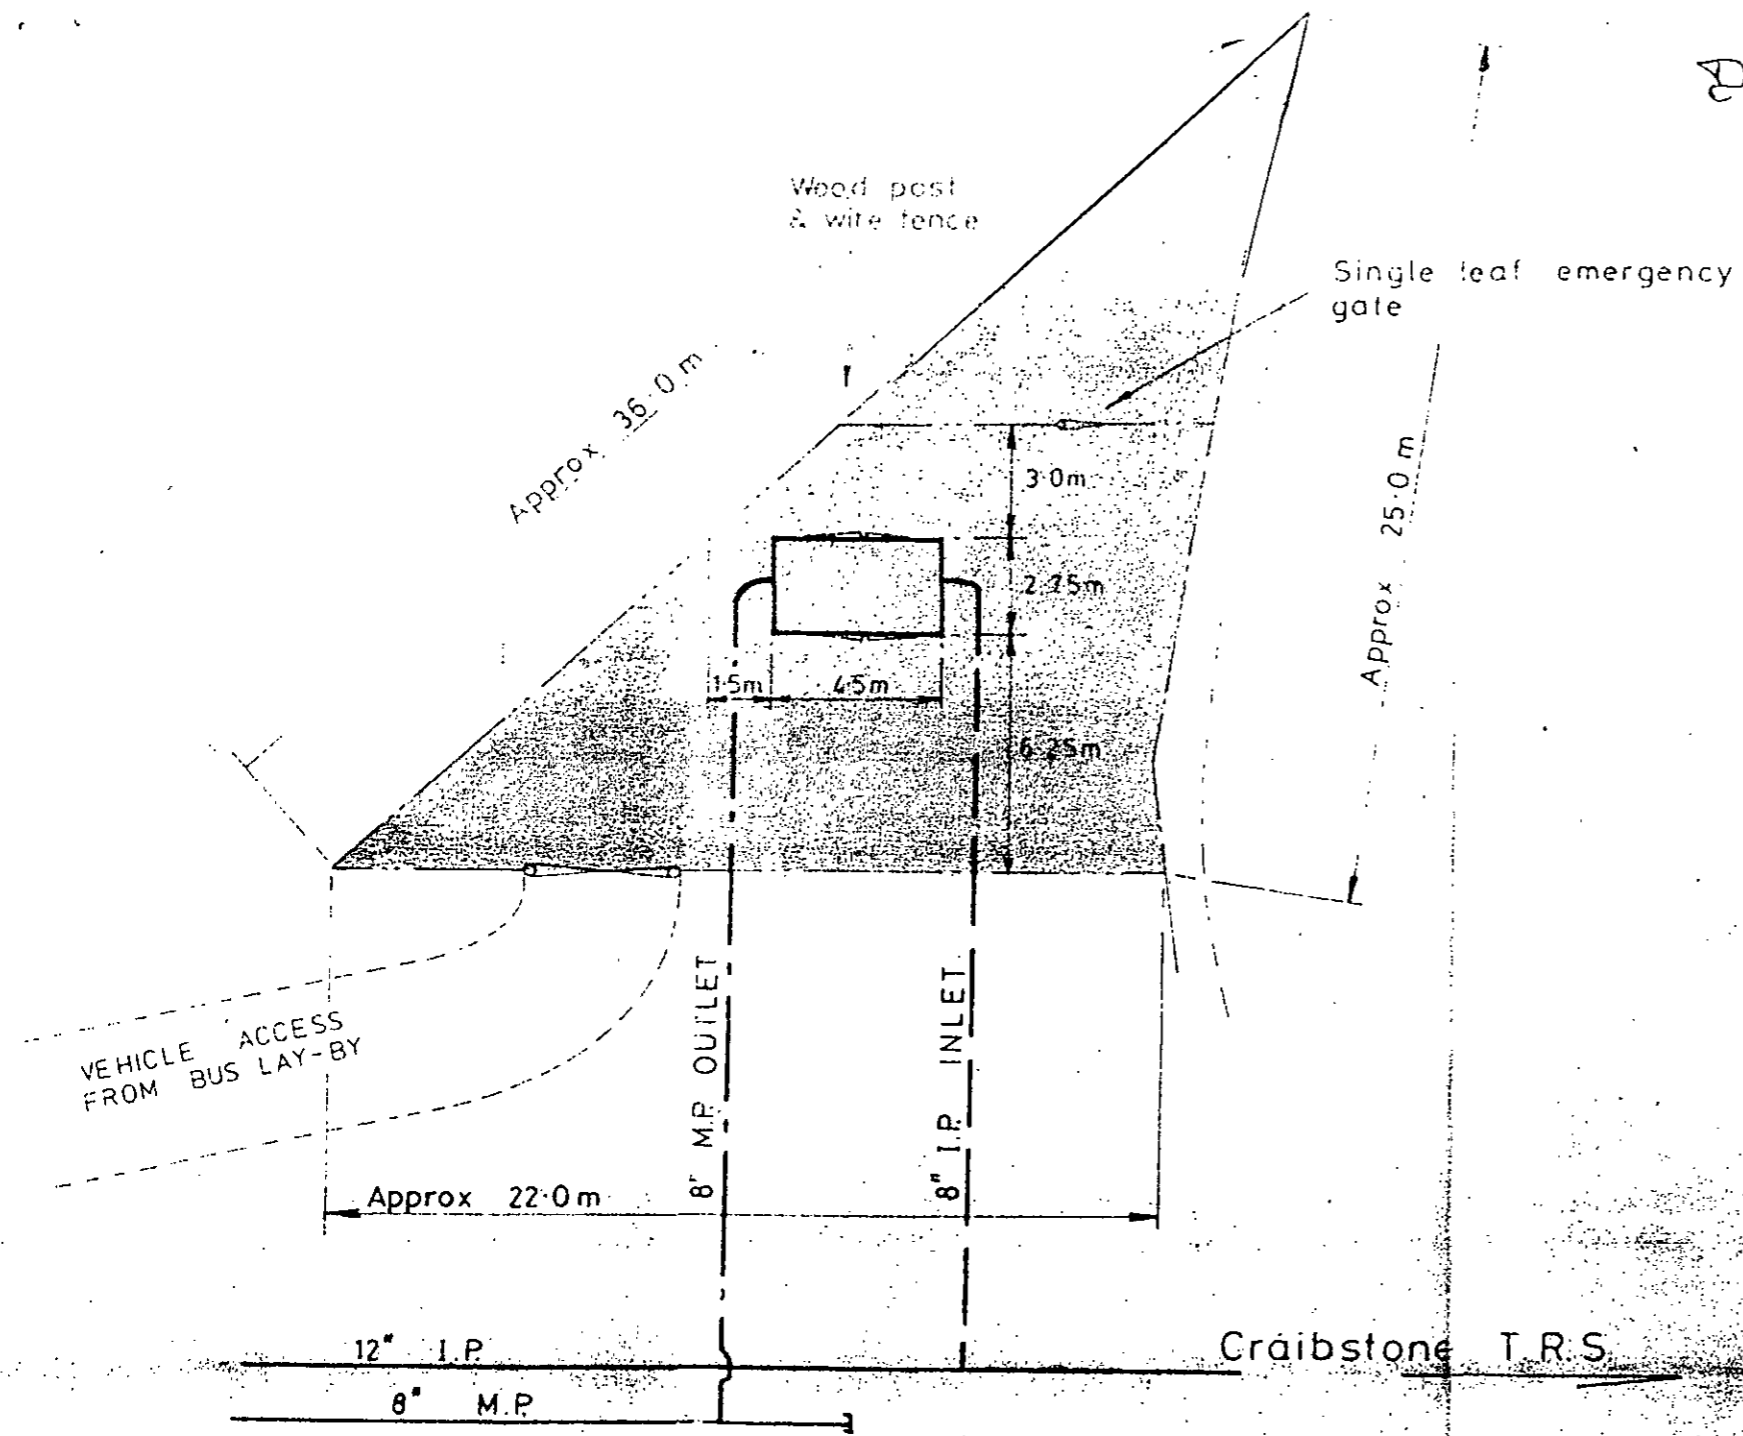 Wood post
& wire fence
Single leaf emergency
gate
Approx 36·0 m
3·0m
2·25m
Approx 25·0 m
1·5m
4·5m
6·25m
VEHICLE ACCESS
FROM BUS LAY-BY
8" M.P. OUTLET
8" I.P. INLET
Approx 22·0 m
12" I.P.
Craibstone T.R.S.
8" M.P.